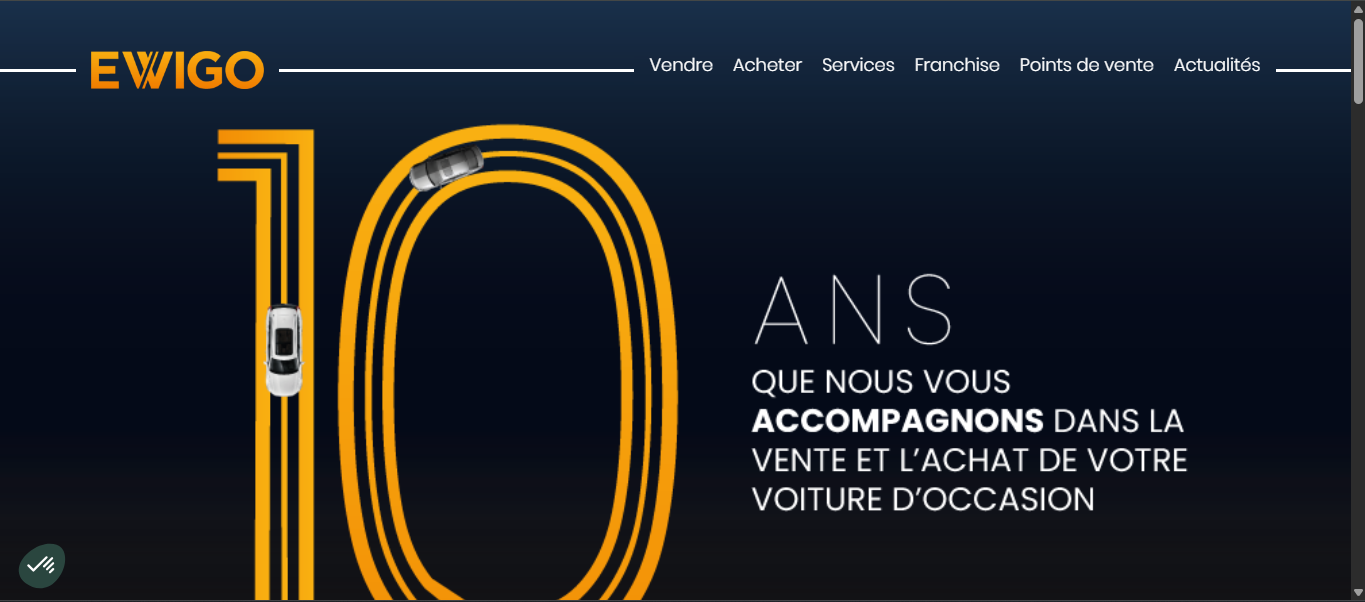 EWIGO
Vendre Acheter Services Franchise Points de vente Actualités
10
ANS
QUE NOUS VOUS
ACCOMPAGNONS DANS LA
VENTE ET L’ACHAT DE VOTRE
VOITURE D’OCCASION